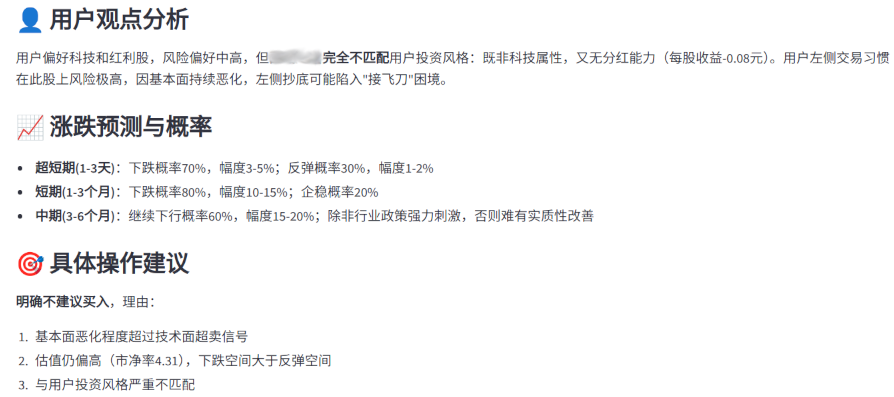 用户观点分析
用户偏好科技和红利股，风险偏好中高，但完全不匹配用户投资风格：既非科技属性，又无分红能力（每股收益-0.08元）。用户左侧交易习惯
在此股上风险极高，因基本面持续恶化，左侧抄底可能陷入"接飞刀"困境。
涨跌预测与概率
• 超短期(1-3天)：下跌概率70%，幅度3-5%；反弹概率30%，幅度1-2%
• 短期(1-3个月)：下跌概率80%，幅度10-15%；企稳概率20%
• 中期(3-6个月)：继续下行概率60%，幅度15-20%；除非行业政策强力刺激，否则难有实质性改善
具体操作建议
明确不建议买入，理由：
1. 基本面恶化程度超过技术面超卖信号
2. 估值仍偏高（市净率4.31），下跌空间大于反弹空间
3. 与用户投资风格严重不匹配